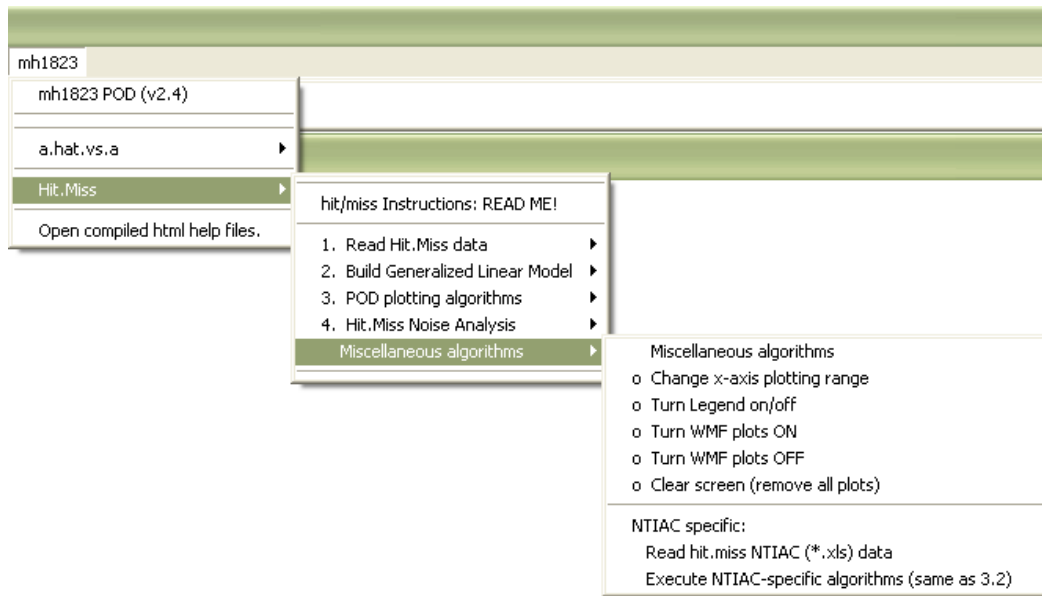 mh1823
mh1823 POD (v2.4)
a.hat.vs.a
Hit.Miss
Open compiled html help files.
hit/miss Instructions: READ ME!
1. Read Hit.Miss data
2. Build Generalized Linear Model
3. POD plotting algorithms
4. Hit.Miss Noise Analysis
Miscellaneous algorithms
Miscellaneous algorithms
o Change x-axis plotting range
o Turn Legend on/off
o Turn WMF plots ON
o Turn WMF plots OFF
o Clear screen (remove all plots)
NTIAC specific:
Read hit.miss NTIAC (*.xls) data
Execute NTIAC-specific algorithms (same as 3.2)